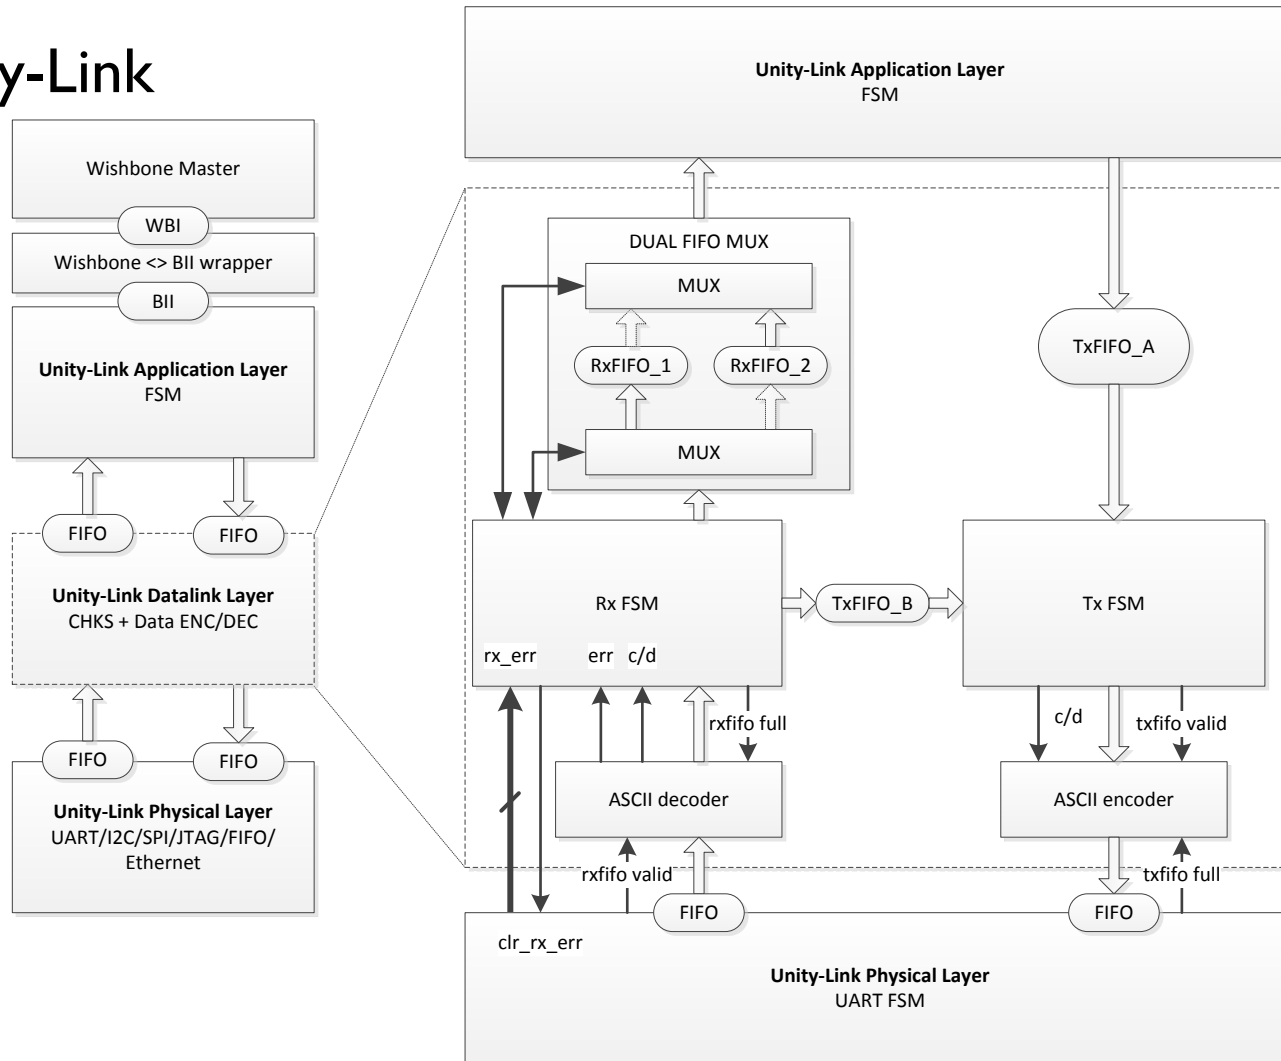 y-Link
Wishbone Master
WBI
Wishbone <> BII wrapper
BII
Unity-Link Application Layer
FSM
FIFO
FIFO
Unity-Link Datalink Layer
CHKS + Data ENC/DEC
FIFO
FIFO
Unity-Link Physical Layer
UART/I2C/SPI/JTAG/FIFO/
Ethernet
Unity-Link Application Layer
FSM
DUAL FIFO MUX
MUX
RxFIFO_1
RxFIFO_2
MUX
TxFIFO_A
Rx FSM
TxFIFO_B
Tx FSM
rx_err
err
c/d
rxfifo full
c/d
txfifo valid
ASCII decoder
ASCII encoder
rxfifo valid
txfifo full
FIFO
FIFO
clr_rx_err
Unity-Link Physical Layer
UART FSM